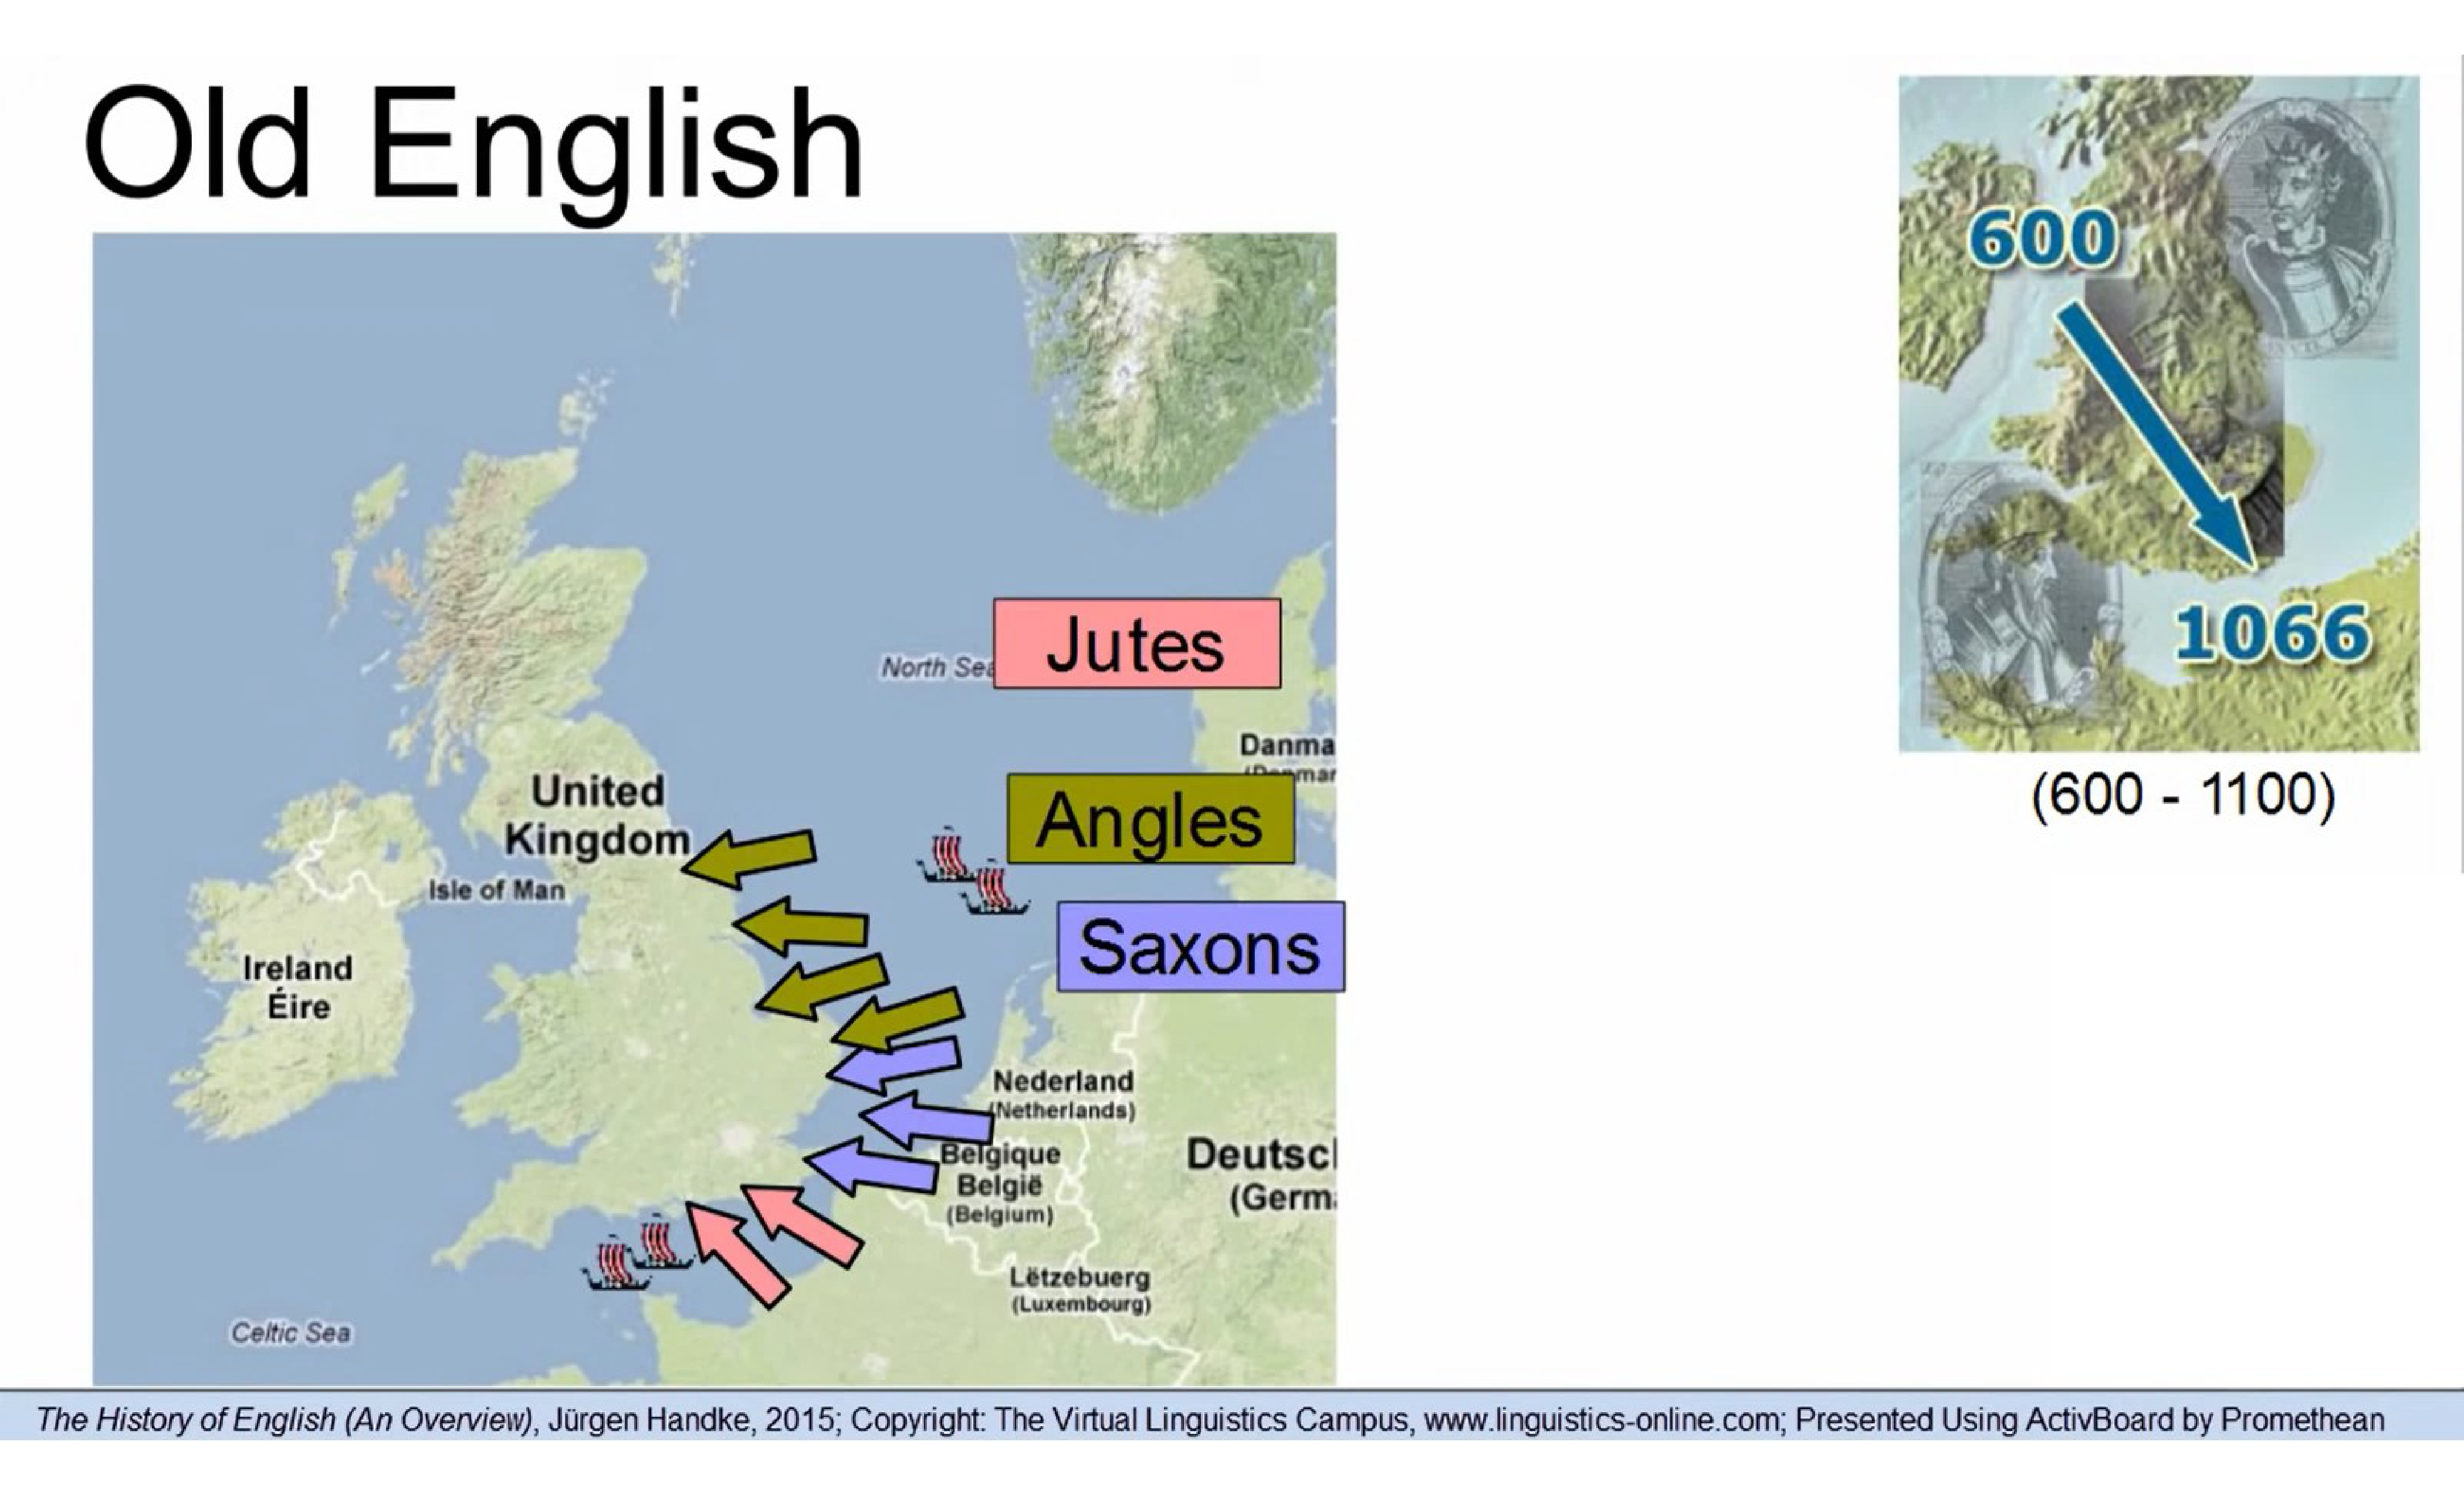 Old English
600
1066
(600 - 1100)
Jutes
North Sea
Danma
Angles
United
Kingdom
Isle of Man
Saxons
Ireland
Éire
Nederland
(Netherlands)
Belgique
België
(Belgium)
Deutscl
(Germa
Lëtzebuerg
(Luxembourg)
Celtic Sea
The History of English (An Overview), Jürgen Handke, 2015; Copyright: The Virtual Linguistics Campus, www.linguistics-online.com; Presented Using ActivBoard by Promethean